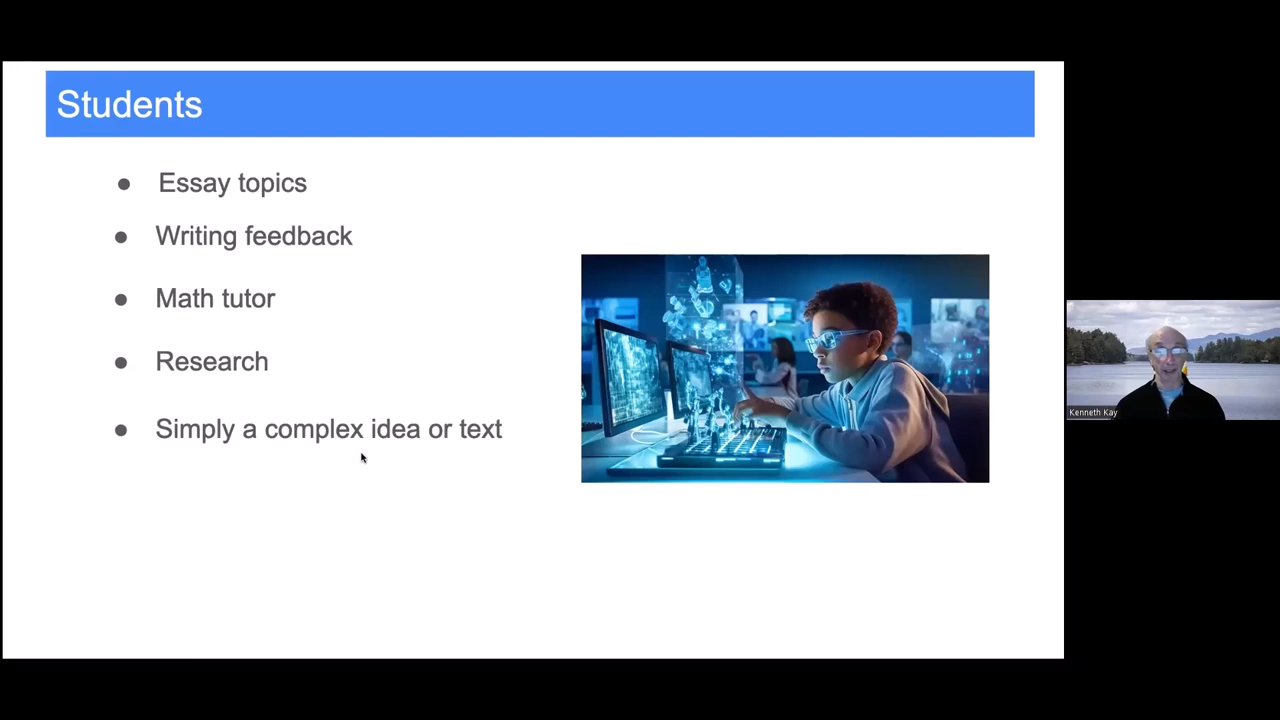 Students
● Essay topics
● Writing feedback
● Math tutor
● Research
● Simply a complex idea or text
Kenneth Kay